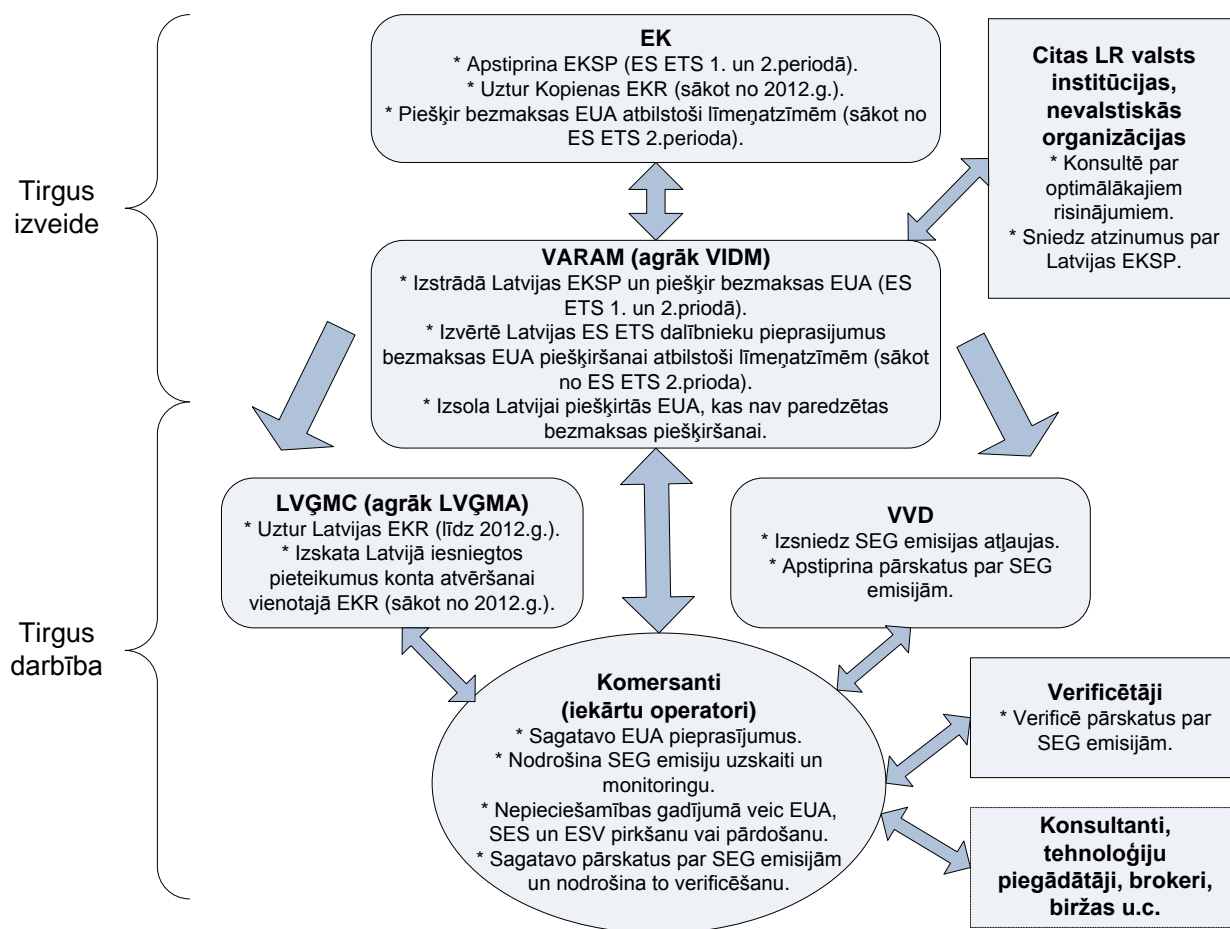 EK
* Apstiprina EKSP (ES ETS 1. un 2.periodā).
* Uztur Kopienas EKR (sākot no 2012.g.).
* Piešķir bezmaksas EUA atbilstoši līmeņatzīmēm (sākot no
ES ETS 2.perioda).
Citas LR valsts
institūcijas,
nevalstiskās
organizācijas
* Konsultē par
optimālākajiem
risinājumiem.
* Sniedz atzinumus par
Latvijas EKSP.
Tirgus
izveide
VARAM (agrāk VIDM)
* Izstrādā Latvijas EKSP un piešķir bezmaksas EUA (ES
ETS 1. un 2.priodā).
* Izvērtē Latvijas ES ETS dalībnieku pieprasijumus
bezmaksas EUA piešķiršanai atbilstoši līmeņatzīmēm (sākot
no ES ETS 2.prioda).
* Izsola Latvijai piešķirtās EUA, kas nav paredzētas
bezmaksas piešķiršanai.
LVĢMC (agrāk LVĢMA)
* Uztur Latvijas EKR (līdz 2012.g.).
* Izskata Latvijā iesniegtos
pieteikumus konta atvēršanai
vienotajā EKR (sākot no 2012.g.).
VVD
* Izsniedz SEG emisijas atļaujas.
* Apstiprina pārskatus par SEG
emisijām.
Tirgus
darbība
Komersanti
(iekārtu operatori)
* Sagatavo EUA pieprasījumus.
* Nodrošina SEG emisiju uzskaiti un
monitoringu.
* Nepieciešamības gadījumā veic EUA,
SES un ESV pirkšanu vai pārdošanu.
* Sagatavo pārskatus par SEG emisijām
un nodrošina to verificēšanu.
Verificētāji
* Verificē pārskatus par
SEG emisijām.
Konsultanti,
tehnoloģiju
piegādātāji, brokeri,
biržas u.c.